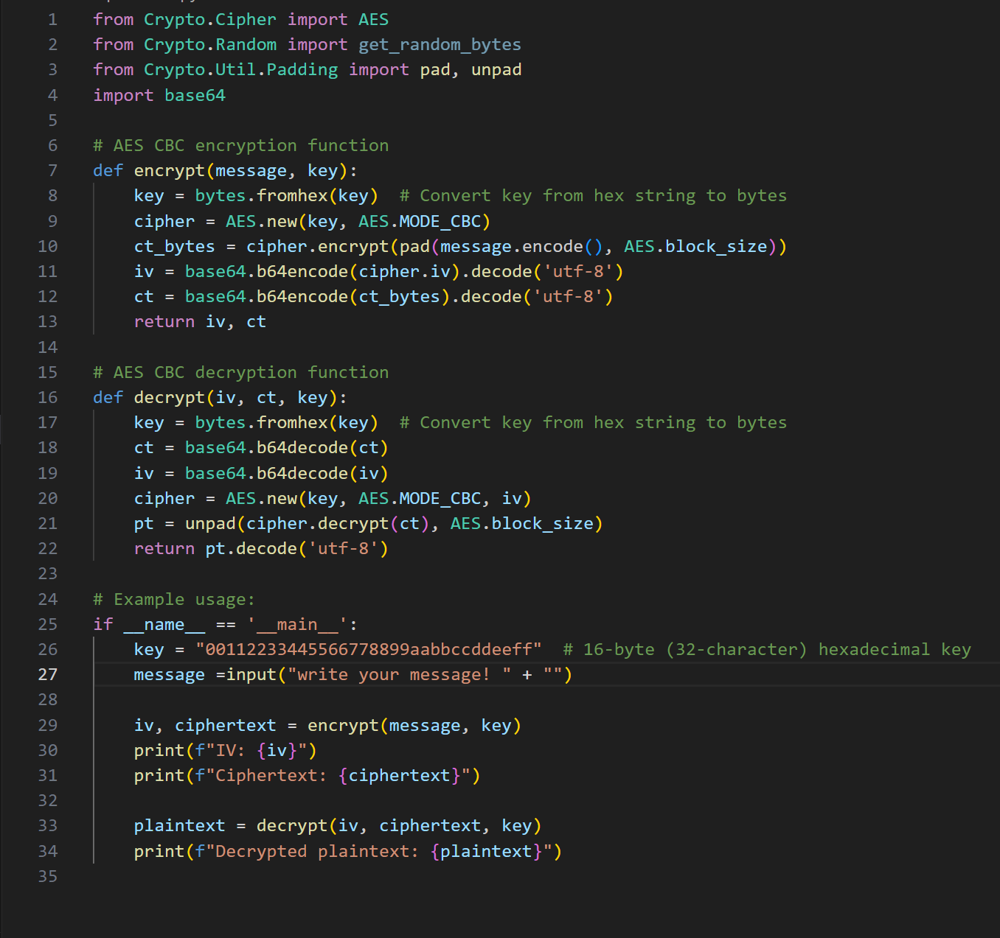 1 from Crypto.Cipher import AES
2 from Crypto.Random import get_random_bytes
3 from Crypto.Util.Padding import pad, unpad
4 import base64
5
6 # AES CBC encryption function
7 def encrypt(message, key):
8     key = bytes.fromhex(key)  # Convert key from hex string to bytes
9     cipher = AES.new(key, AES.MODE_CBC)
10     ct_bytes = cipher.encrypt(pad(message.encode(), AES.block_size))
11     iv = base64.b64encode(cipher.iv).decode('utf-8')
12     ct = base64.b64encode(ct_bytes).decode('utf-8')
13     return iv, ct
14
15 # AES CBC decryption function
16 def decrypt(iv, ct, key):
17     key = bytes.fromhex(key)  # Convert key from hex string to bytes
18     ct = base64.b64decode(ct)
19     iv = base64.b64decode(iv)
20     cipher = AES.new(key, AES.MODE_CBC, iv)
21     pt = unpad(cipher.decrypt(ct), AES.block_size)
22     return pt.decode('utf-8')
23
24 # Example usage:
25 if __name__ == '__main__':
26     key = "00112233445566778899aabbccddeeff"  # 16-byte (32-character) hexadecimal key
27     message =input("write your message! " + "")
28
29     iv, ciphertext = encrypt(message, key)
30     print(f"IV: {iv}")
31     print(f"Ciphertext: {ciphertext}")
32
33     plaintext = decrypt(iv, ciphertext, key)
34     print(f"Decrypted plaintext: {plaintext}")
35